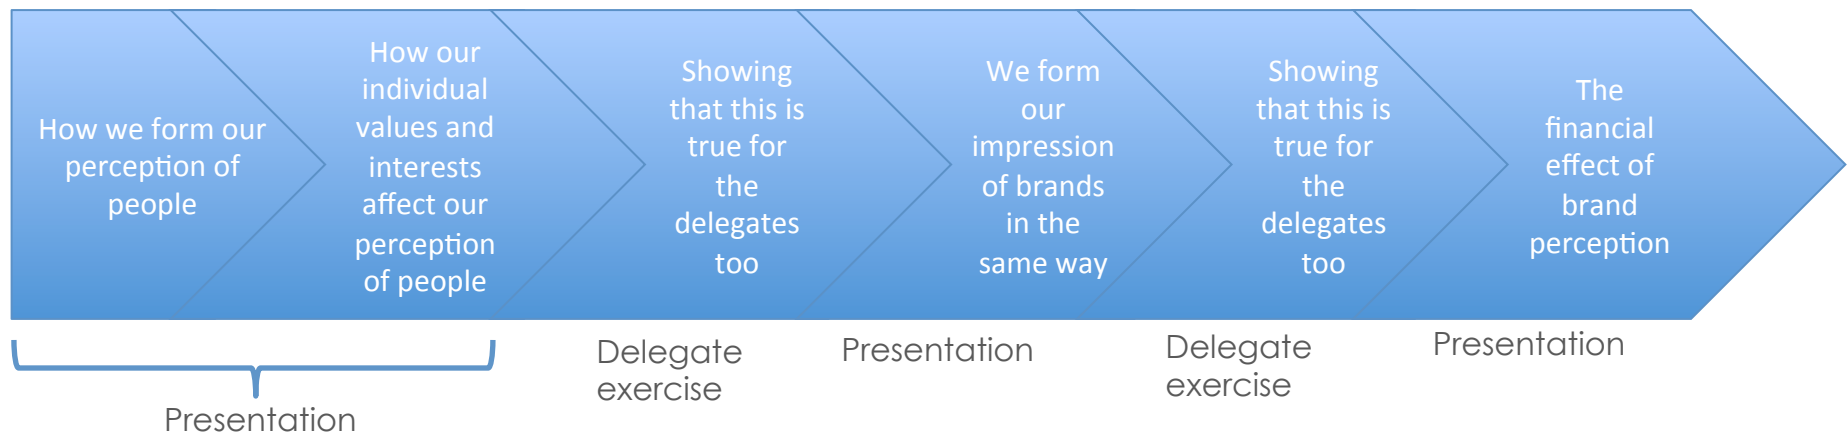 How we form our
perception of
people
How our
individual
values and
interests
affect our
perception
of people
Showing
that this is
true for
the
delegates
too
We form
our
impression
of brands
in the
same way
Showing
that this is
true for
the
delegates
too
The
financial
effect of
brand
perception
Presentation
Delegate
exercise
Presentation
Delegate
exercise
Presentation